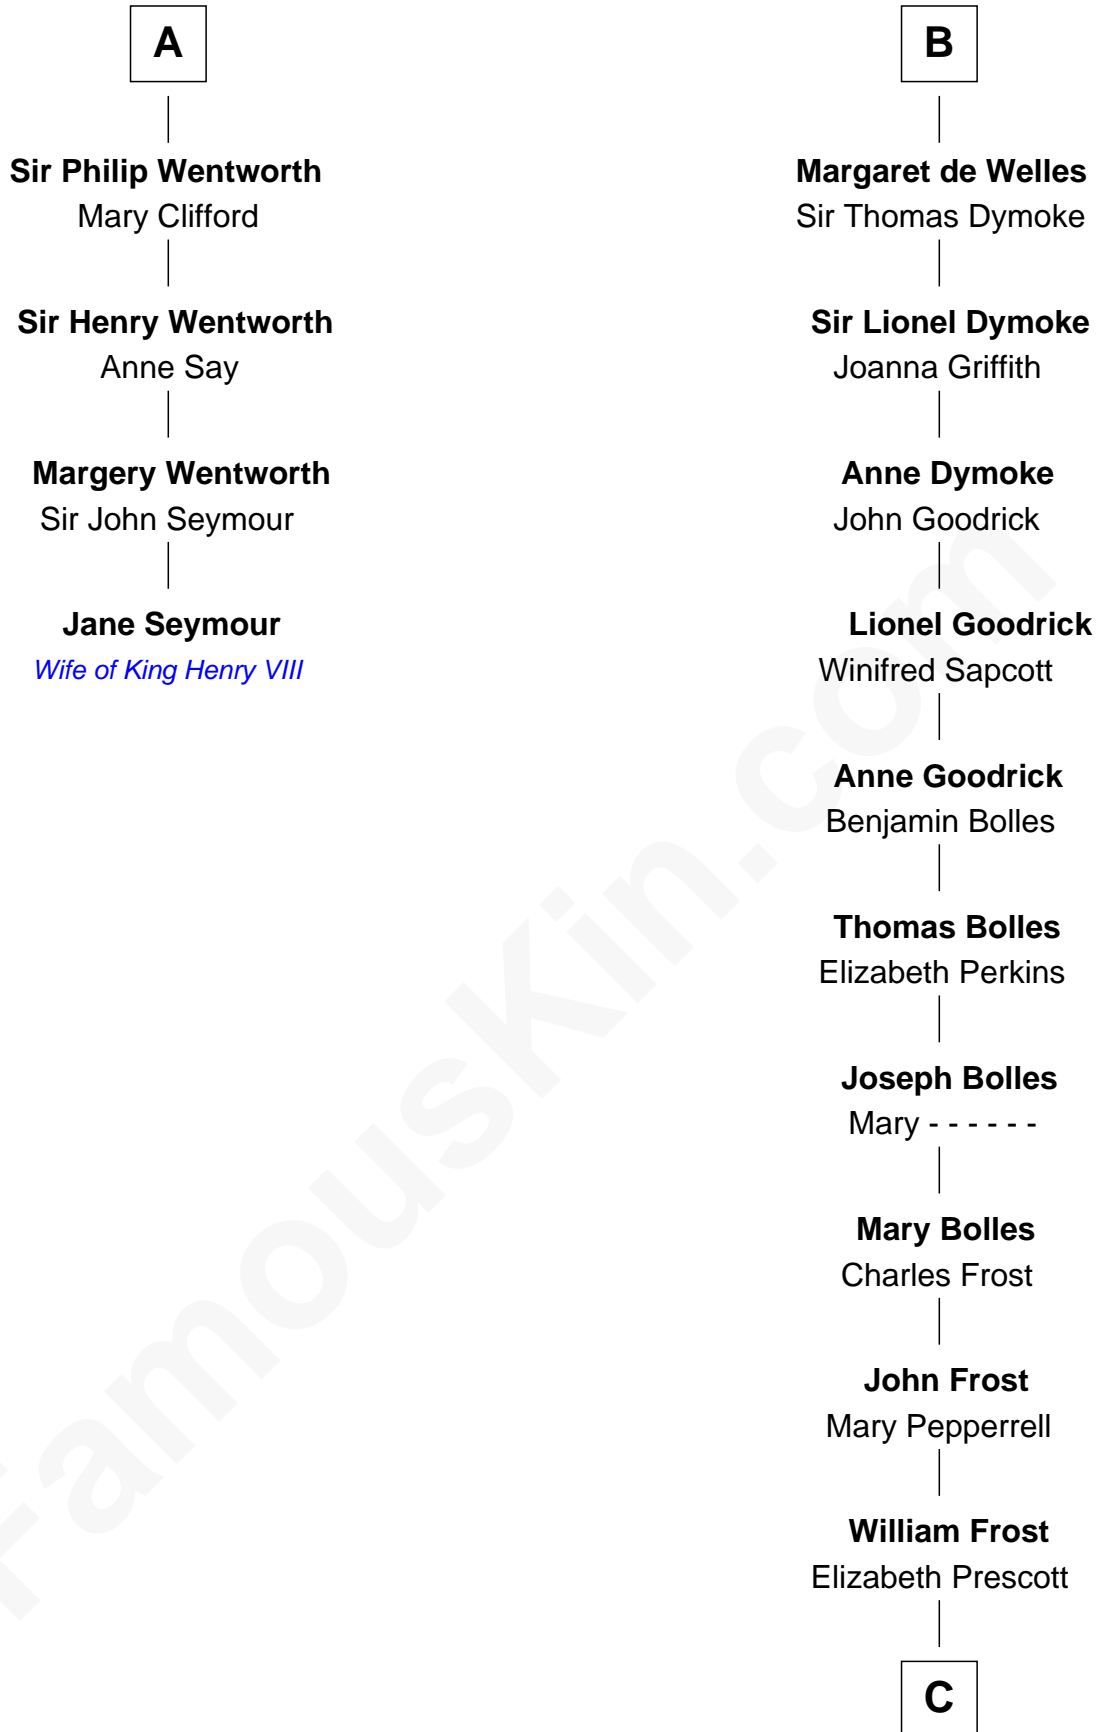 A
Sir Philip Wentworth
Mary Clifford
Sir Henry Wentworth
Anne Say
Margery Wentworth
Sir John Seymour
Jane Seymour
Wife of King Henry VIII
B
Margaret de Welles
Sir Thomas Dymoke
Sir Lionel Dymoke
Joanna Griffith
Anne Dymoke
John Goodrick
Lionel Goodrick
Winifred Sapcott
Anne Goodrick
Benjamin Bolles
Thomas Bolles
Elizabeth Perkins
Joseph Bolles
Mary - - - - - -
Mary Bolles
Charles Frost
John Frost
Mary Pepperrell
William Frost
Elizabeth Prescott
C
FamousKin.com